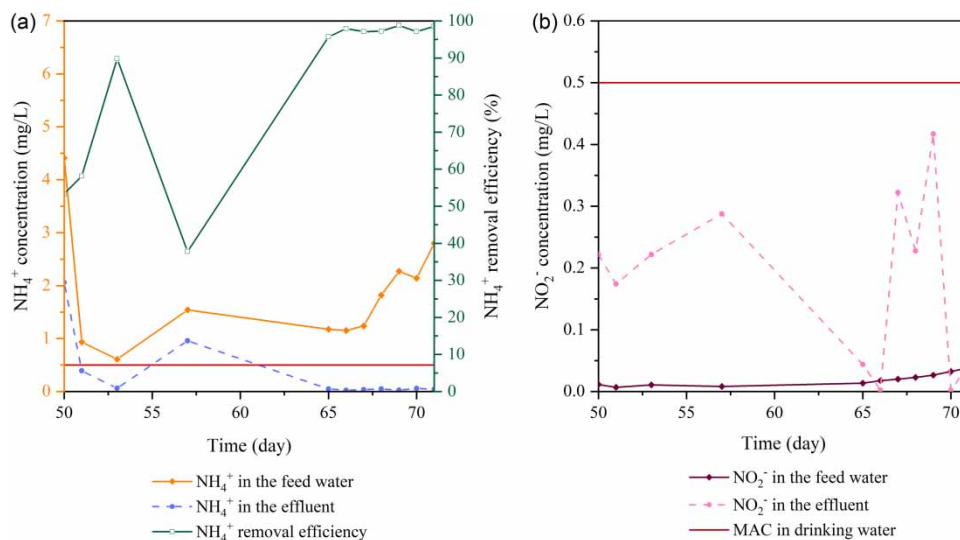 (a)
NH₄⁺ concentration (mg/L)
7
6
5
4
3
2
1
0
50
55
60
65
70
Time (day)
100
90
80
70
60
50
40
30
20
10
0
NH₄⁺ removal efficiency (%)
NH₄⁺ in the feed water
NH₄⁺ in the effluent
NH₄⁺ removal efficiency
(b)
NO₂⁻ concentration (mg/L)
0.6
0.5
0.4
0.3
0.2
0.1
0.0
50
55
60
65
70
Time (day)
NO₂⁻ in the feed water
NO₂⁻ in the effluent
MAC in drinking water